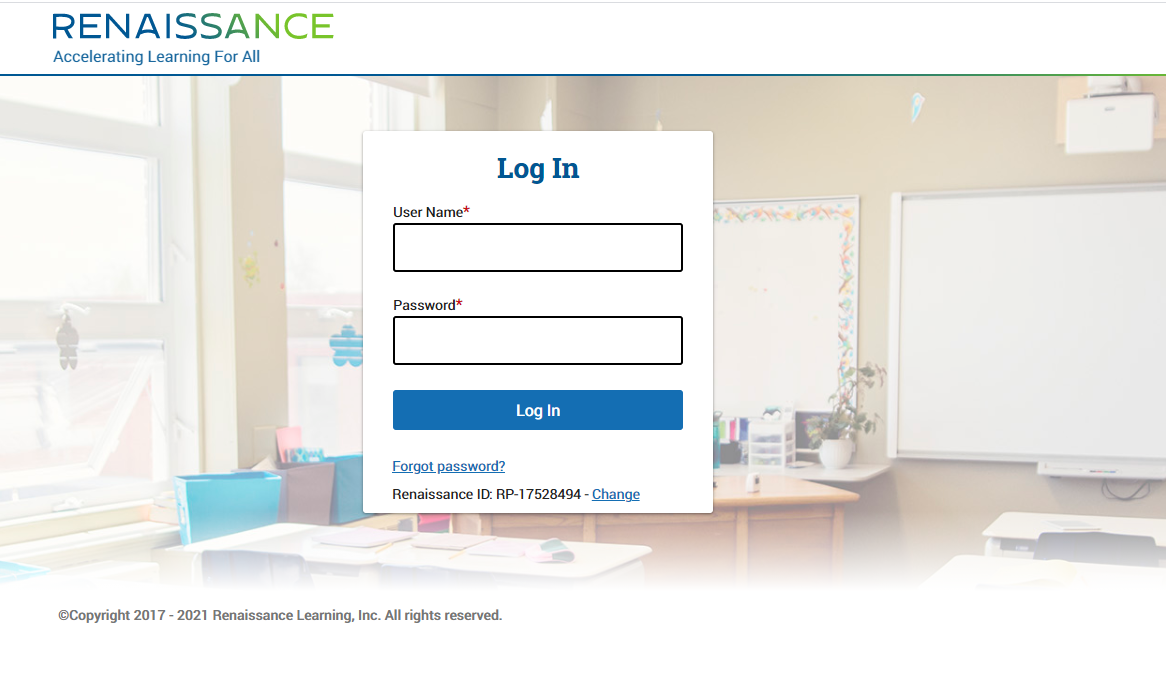 RENAISSANCE
Accelerating Learning For All
Log In
User Name*
Password*
Log In
Forgot password?
Renaissance ID: RP-17528494 - Change
©Copyright 2017 - 2021 Renaissance Learning, Inc. All rights reserved.